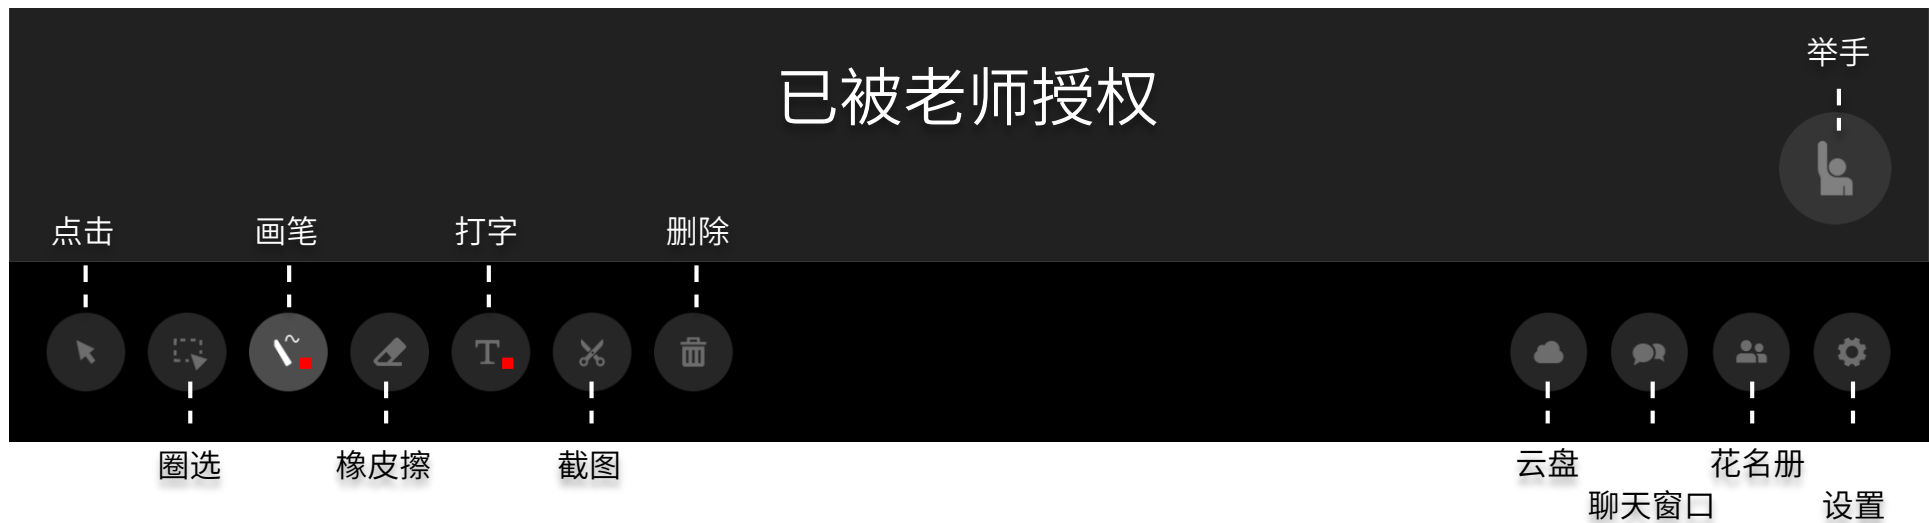 已被老师授权
举手
点击
画笔
打字
删除
圈选
橡皮擦
截图
云盘
花名册
聊天窗口
设置